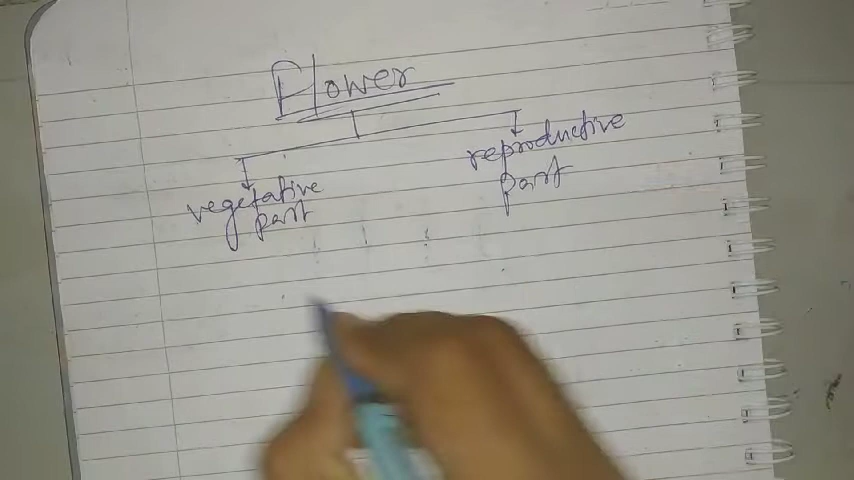 Flower
vegetative
part
reproductive
part